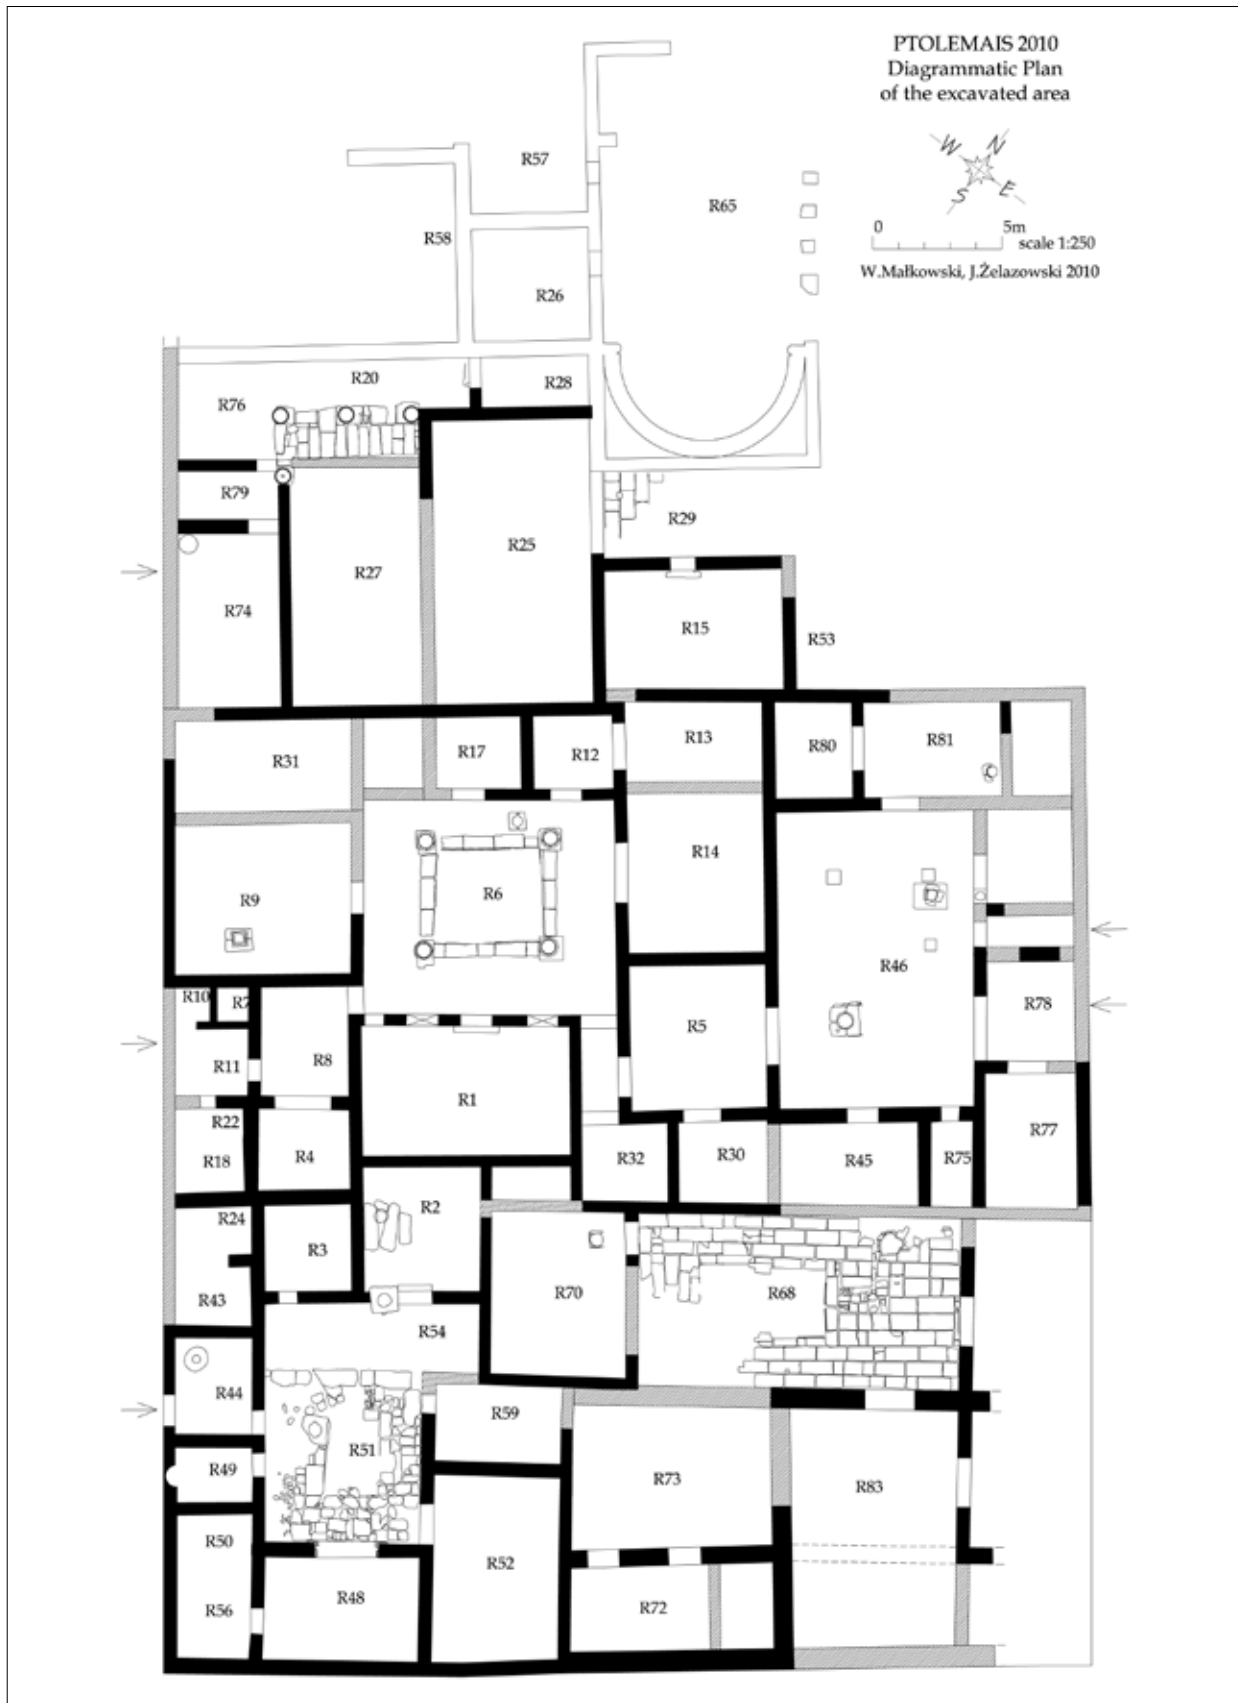 PTOLEMAIS 2010
Diagrammatic Plan
of the excavated area
W N
S E
0 5m
scale 1:250
W.Małkowski, J.Żelazowski 2010
R57
R65
R58
R26
R20
R28
R76
R79
R29
R25
R27
R74
R15
R53
R13
R80
R81
R17
R12
R31
R14
R6
R9
R46
R10
R7
R78
R5
R11
R8
R1
R22
R18
R4
R32
R30
R45
R75
R77
R24
R2
R3
R43
R70
R68
R54
R44
R59
R51
R49
R73
R83
R50
R52
R48
R56
R72